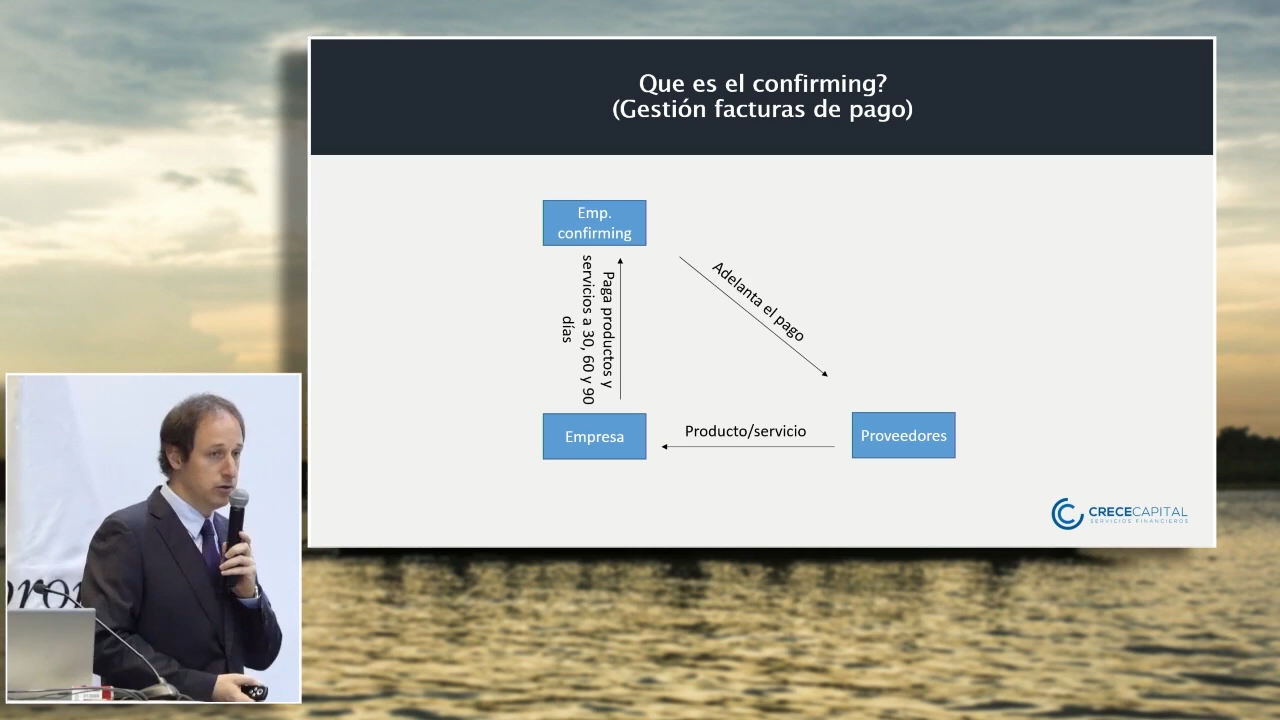 Que es el confirming?
(Gestión facturas de pago)
Emp.
confirming
Paga productos y
servicios a 30, 60 y 90
días
Adelanta el pago
Empresa
Producto/servicio
Proveedores
CRECECAPITAL
SERVICIOS FINANCIEROS